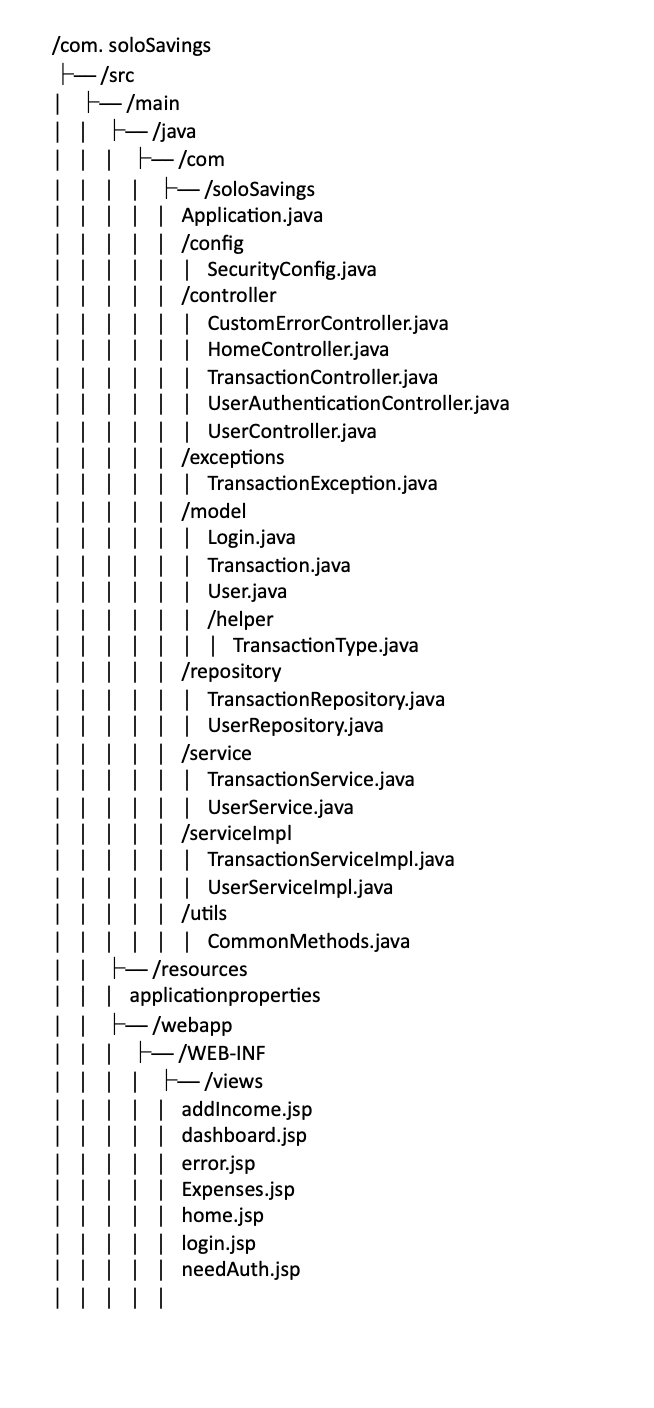 /com. soloSavings
├── /src
| ├── /main
| | ├── /java
| | | ├── /com
| | | | ├── /soloSavings
| | | | | Application.java
| | | | | /config
| | | | | | SecurityConfig.java
| | | | | /controller
| | | | | | CustomErrorController.java
| | | | | | HomeController.java
| | | | | | TransactionController.java
| | | | | | UserAuthenticationController.java
| | | | | | UserController.java
| | | | | /exceptions
| | | | | | TransactionException.java
| | | | | /model
| | | | | | Login.java
| | | | | | Transaction.java
| | | | | | User.java
| | | | | | /helper
| | | | | | | TransactionType.java
| | | | | /repository
| | | | | | TransactionRepository.java
| | | | | | UserRepository.java
| | | | | /service
| | | | | | TransactionService.java
| | | | | | UserService.java
| | | | | /serviceImpl
| | | | | | TransactionServiceImpl.java
| | | | | | UserServiceImpl.java
| | | | | /utils
| | | | | | CommonMethods.java
| | ├── /resources
| | | applicationproperties
| | ├── /webapp
| | | ├── /WEB-INF
| | | | ├── /views
| | | | | addIncome.jsp
| | | | | dashboard.jsp
| | | | | error.jsp
| | | | | Expenses.jsp
| | | | | home.jsp
| | | | | login.jsp
| | | | | needAuth.jsp
| | | | |